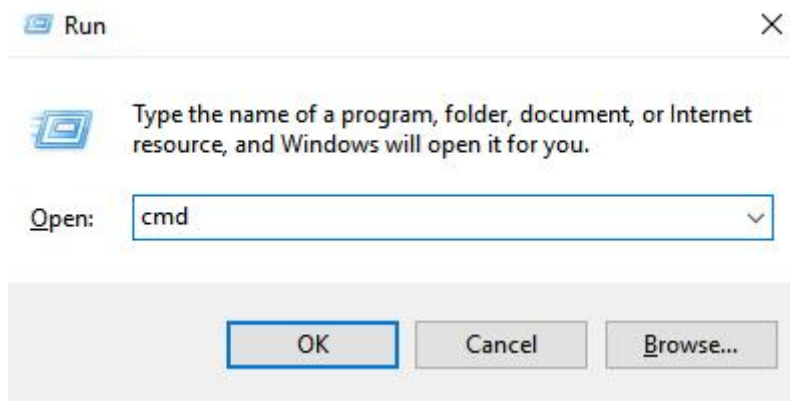 Run
Type the name of a program, folder, document, or Internet
resource, and Windows will open it for you.
Open: cmd
OK Cancel Browse...